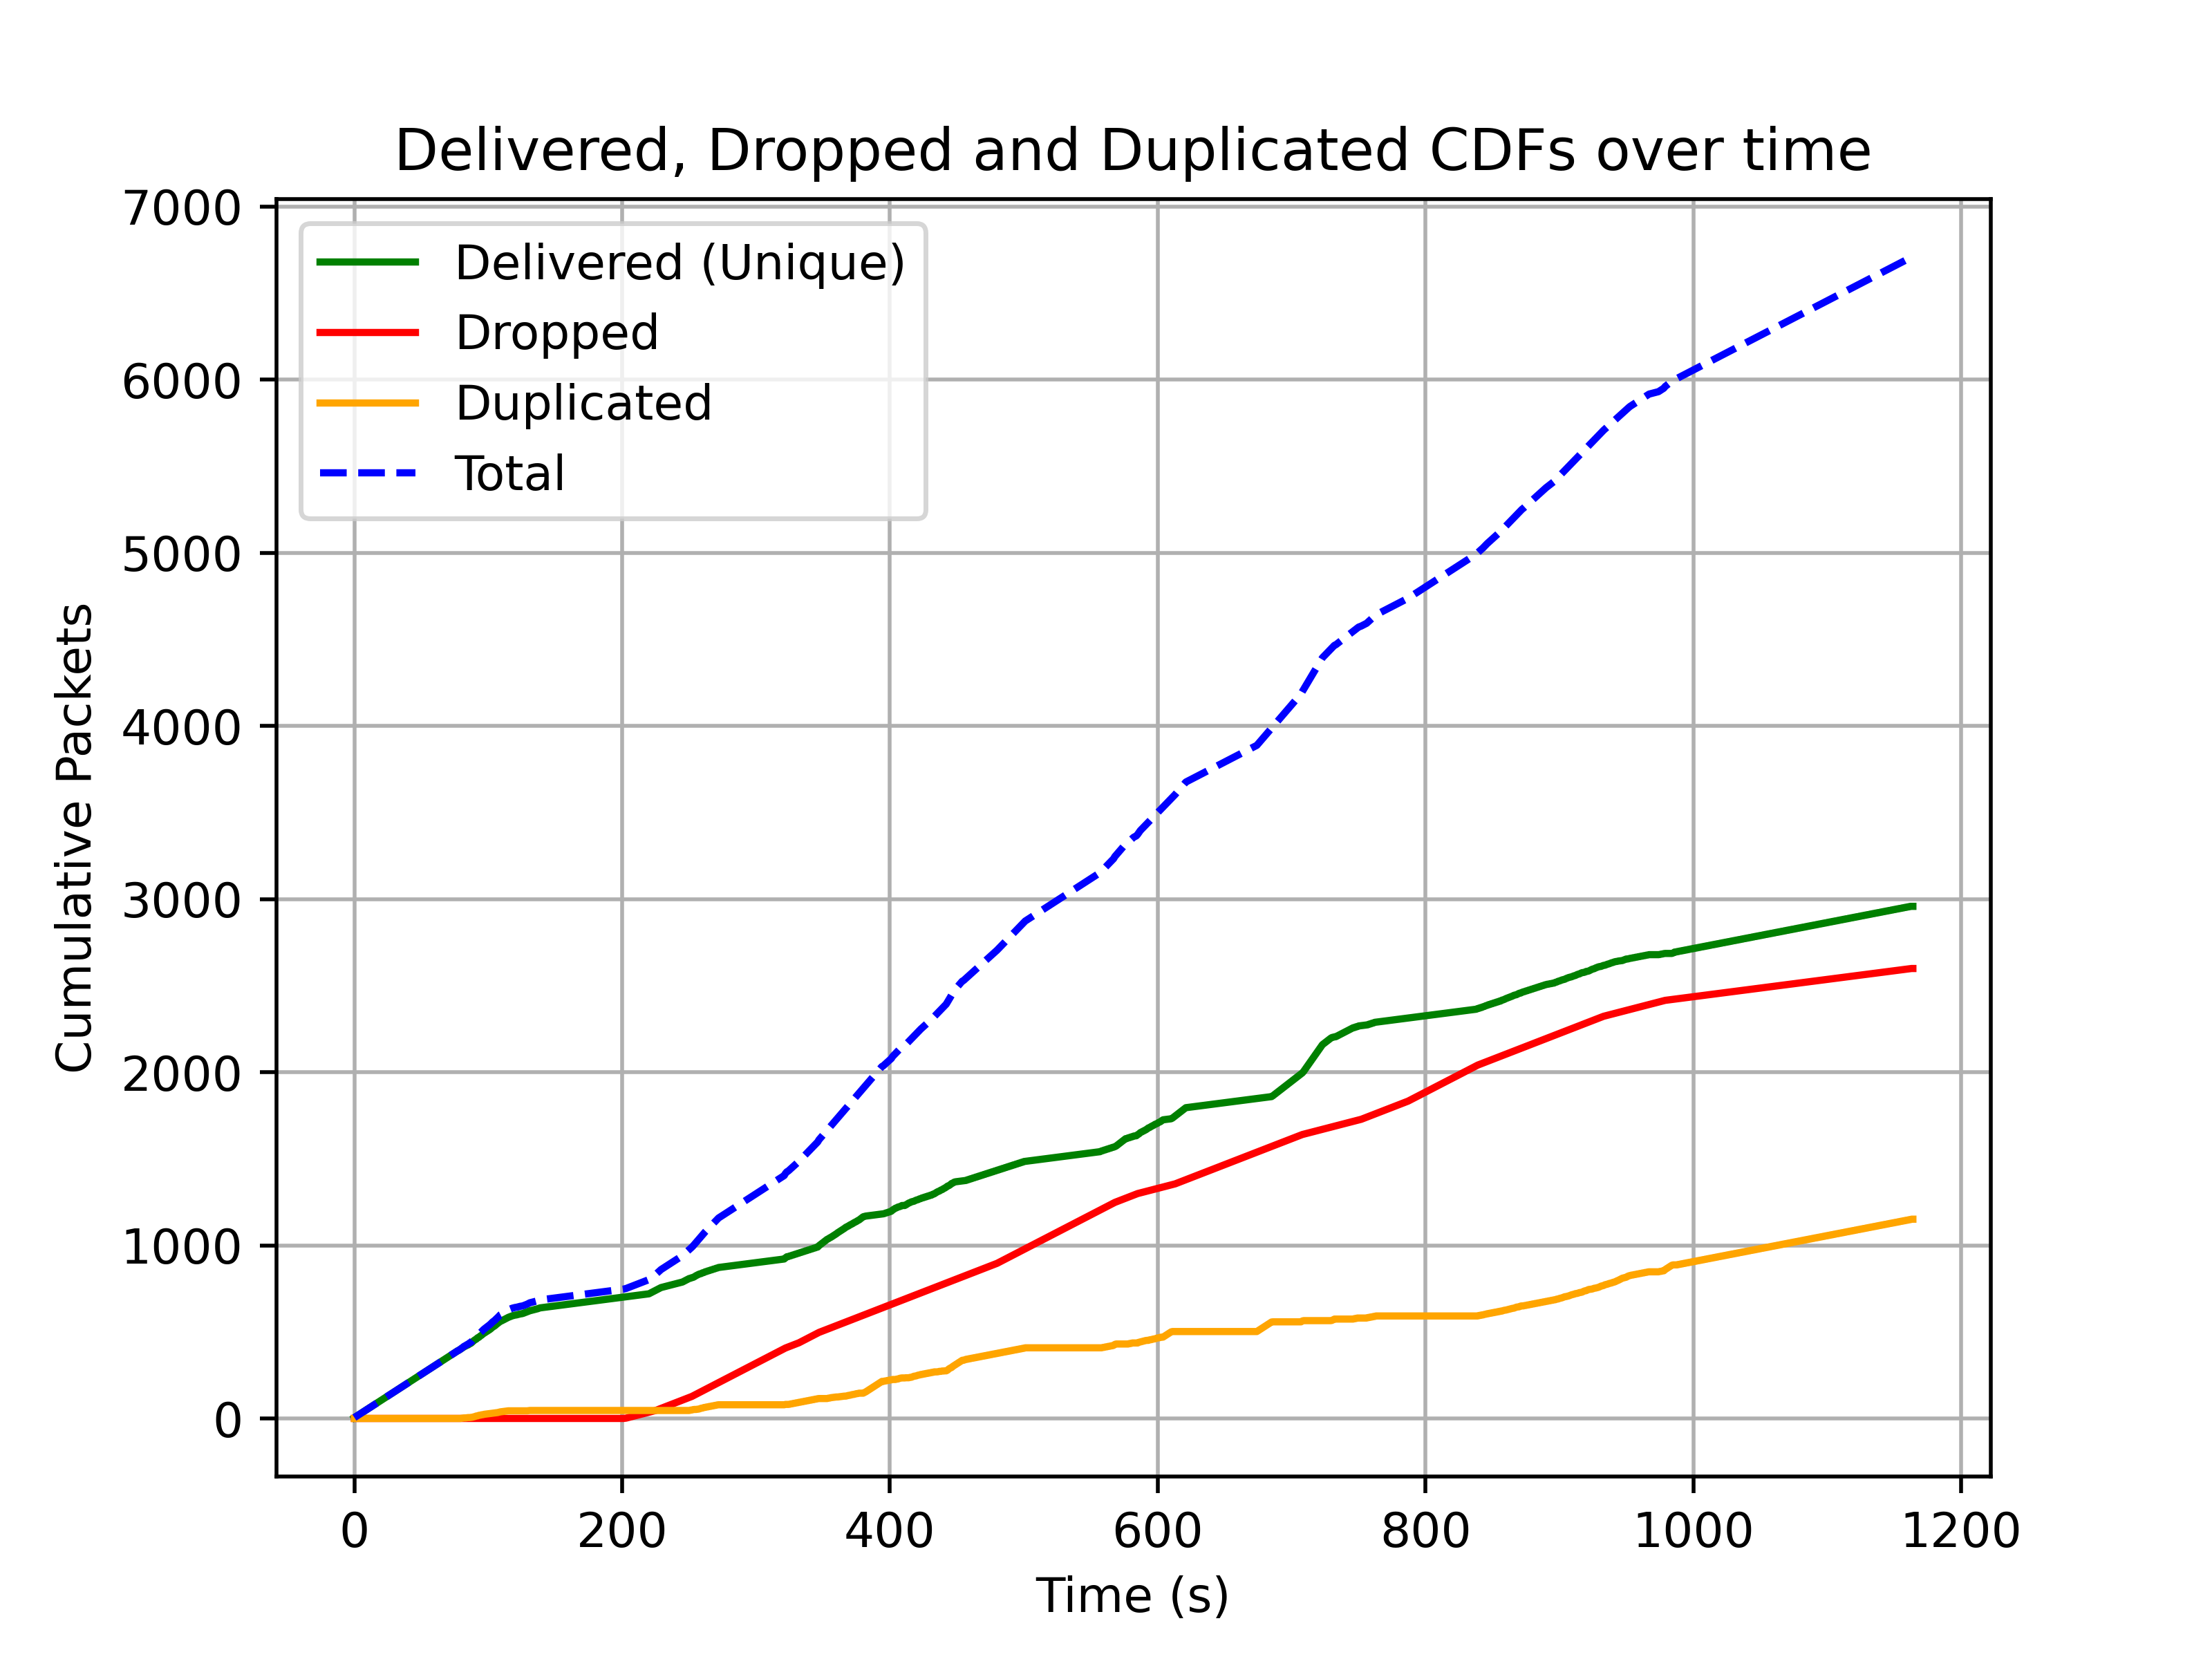 Delivered, Dropped and Duplicated CDFs over time
7000
6000
5000
4000
3000
2000
1000
0
Cumulative Packets
Delivered (Unique)
Dropped
Duplicated
Total
0 200 400 600 800 1000 1200
Time (s)